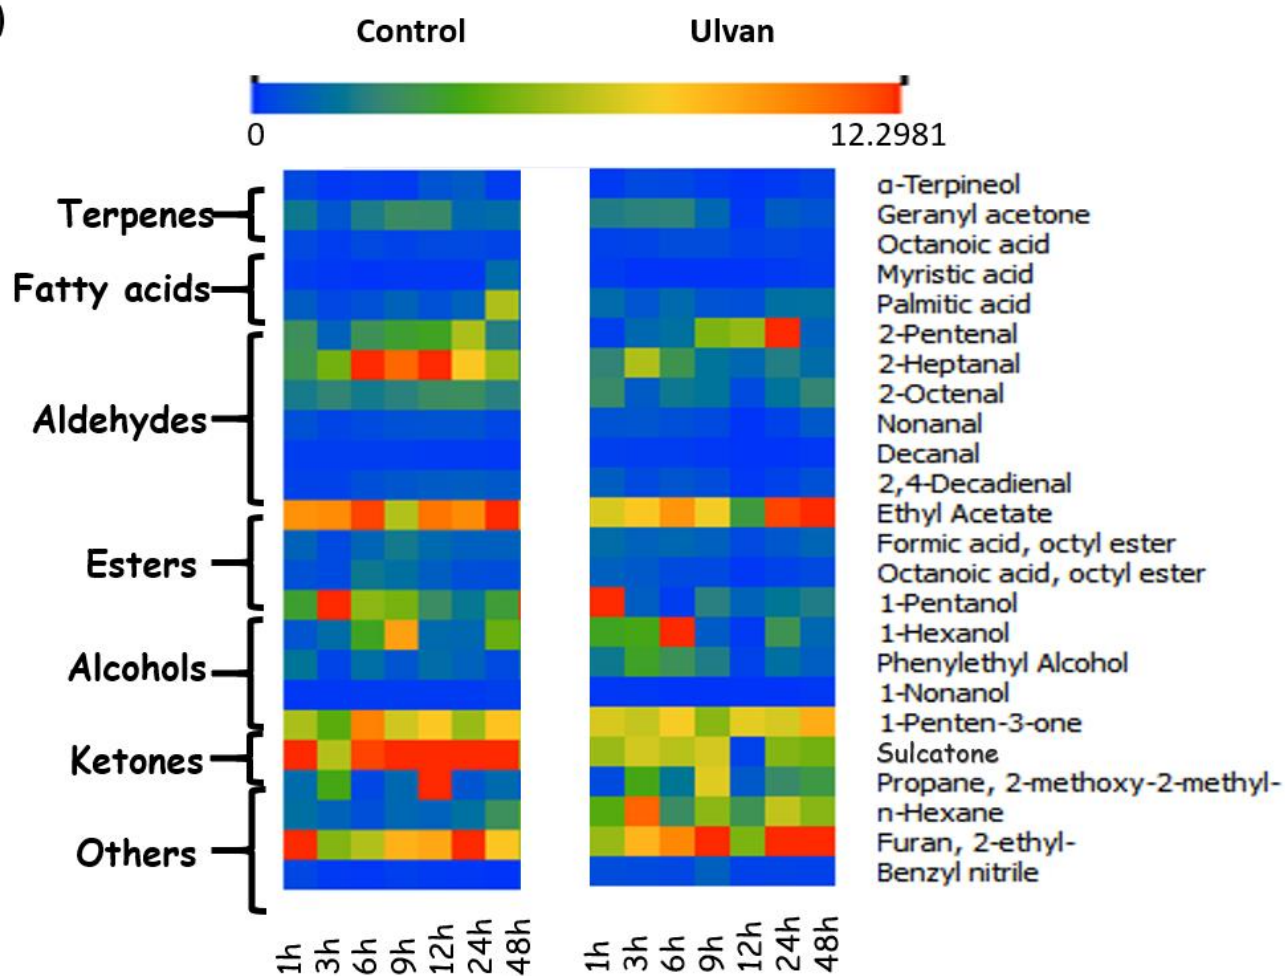 )
Control Ulvan
0 12.2981
Terpenes
Fatty acids
Aldehydes
Esters
Alcohols
Ketones
Others
α-Terpineol
Geranyl acetone
Octanoic acid
Myristic acid
Palmitic acid
2-Pentenal
2-Heptanal
2-Octenal
Nonanal
Decanal
2,4-Decadienal
Ethyl Acetate
Formic acid, octyl ester
Octanoic acid, octyl ester
1-Pentanol
1-Hexanol
Phenylethyl Alcohol
1-Nonanol
1-Penten-3-one
Sulcatone
Propane, 2-methoxy-2-methyl-
n-Hexane
Furan, 2-ethyl-
Benzyl nitrile
1h 3h 6h 9h 12h 24h 48h 1h 3h 6h 9h 12h 24h 48h